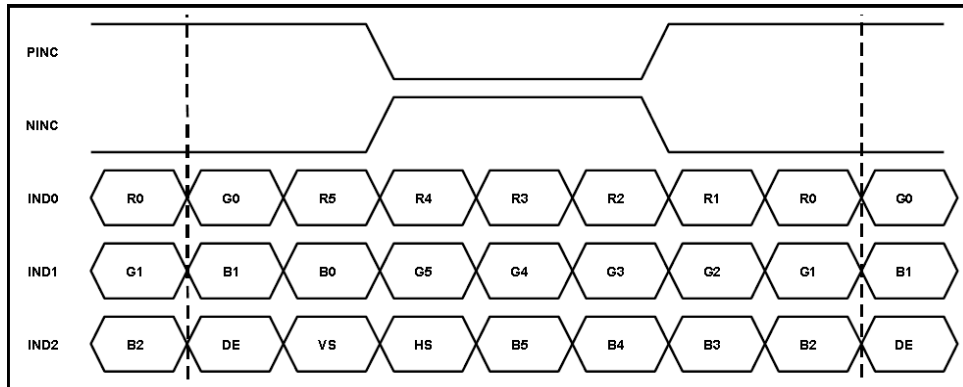 PINC
NINC
IND0 R0 G0 R5 R4 R3 R2 R1 R0 G0
IND1 G1 B1 B0 G5 G4 G3 G2 G1 B1
IND2 B2 DE VS HS B5 B4 B3 B2 DE